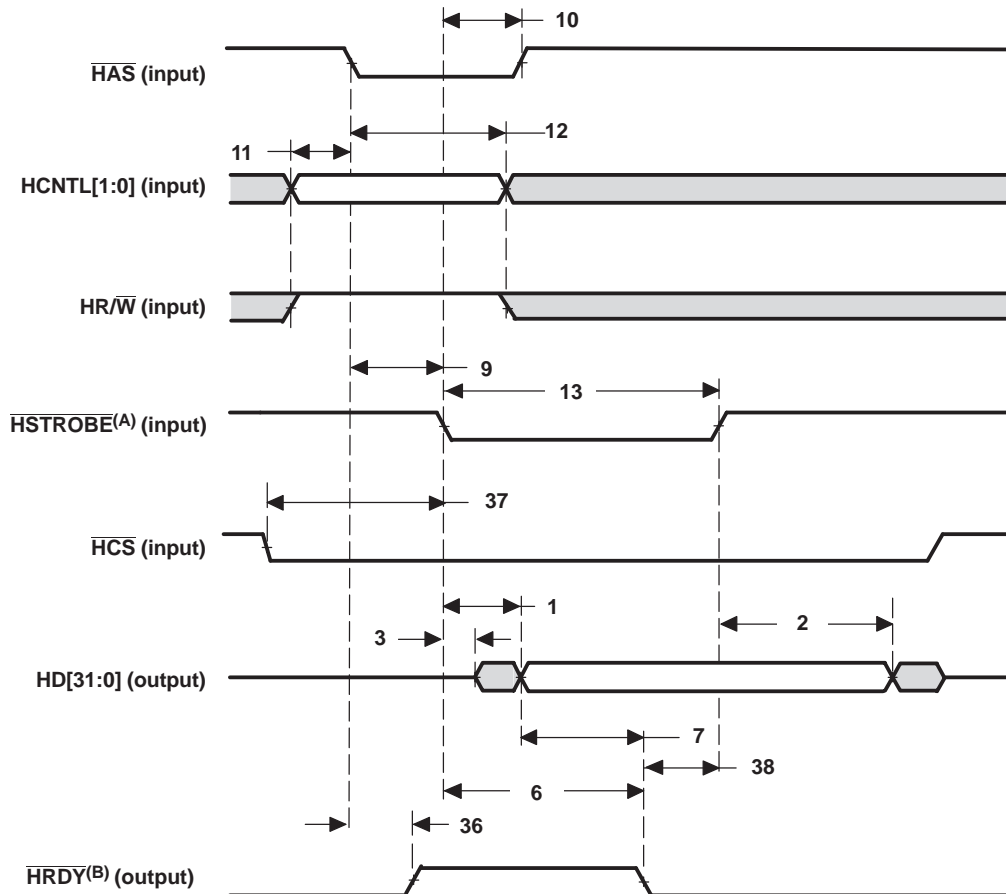 10
HAS (input)
11
12
HCNTL[1:0] (input)
HR/W (input)
9
13
HSTROBE(A) (input)
37
HCS (input)
1
3
2
HD[31:0] (output)
7
38
6
36
HRDY(B) (output)